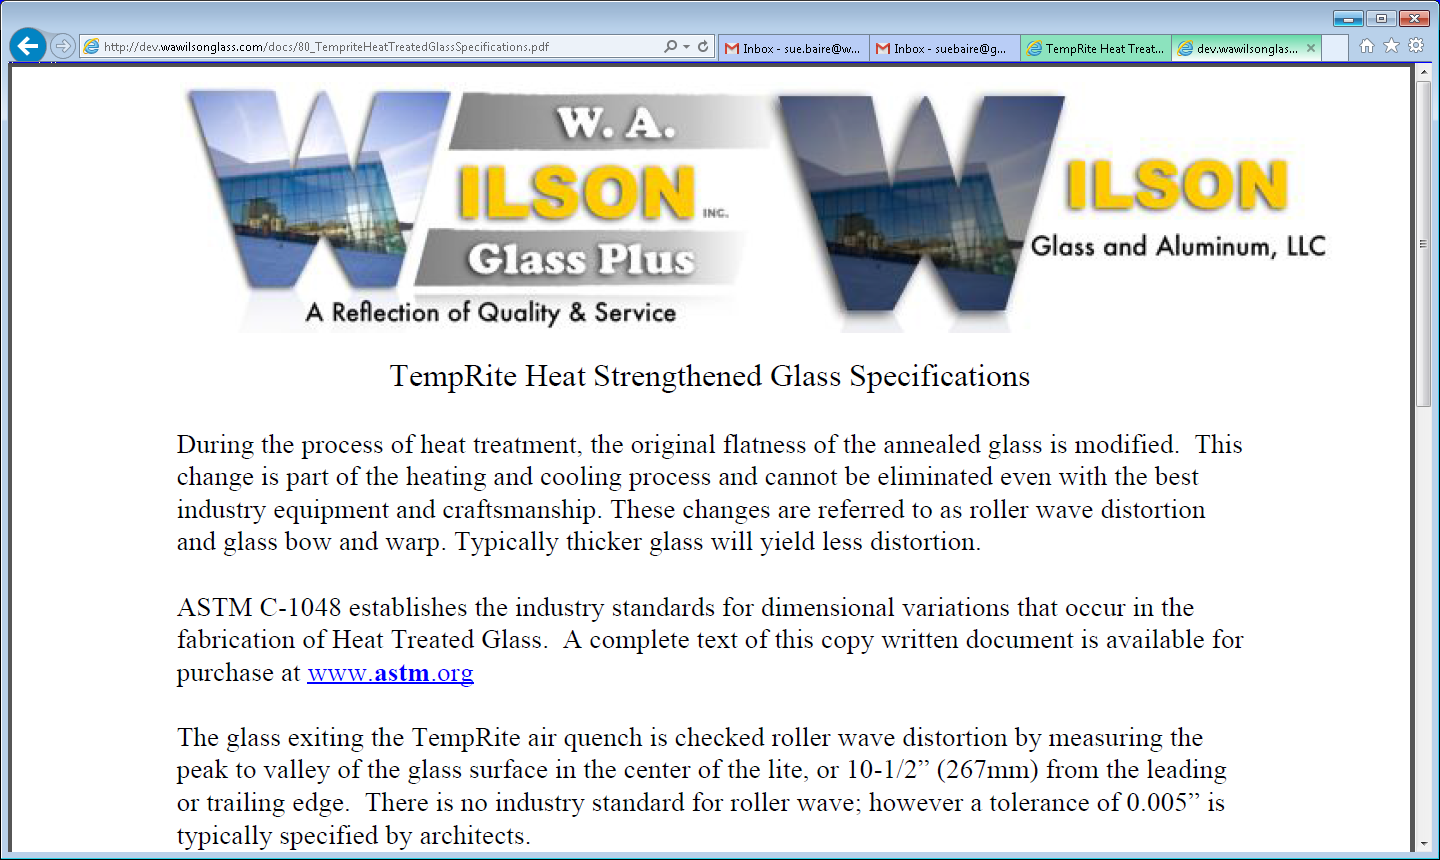 http://dev.wawilsonglass.com/docs/80_TempriteHeatTreatedGlassSpecifications.pdf
Inbox - sue.baire@w...
Inbox - suebaire@g...
TempRite Heat Treat...
dev.wawilsonglas...
W. A.
WILSON INC.
Glass Plus
A Reflection of Quality & Service
WILSON
Glass and Aluminum, LLC
TempRite Heat Strengthened Glass Specifications
During the process of heat treatment, the original flatness of the annealed glass is modified.  This
change is part of the heating and cooling process and cannot be eliminated even with the best
industry equipment and craftsmanship. These changes are referred to as roller wave distortion
and glass bow and warp. Typically thicker glass will yield less distortion.
ASTM C-1048 establishes the industry standards for dimensional variations that occur in the
fabrication of Heat Treated Glass.  A complete text of this copy written document is available for
purchase at www.astm.org
The glass exiting the TempRite air quench is checked roller wave distortion by measuring the
peak to valley of the glass surface in the center of the lite, or 10-1/2” (267mm) from the leading
or trailing edge.  There is no industry standard for roller wave; however a tolerance of 0.005” is
typically specified by architects.